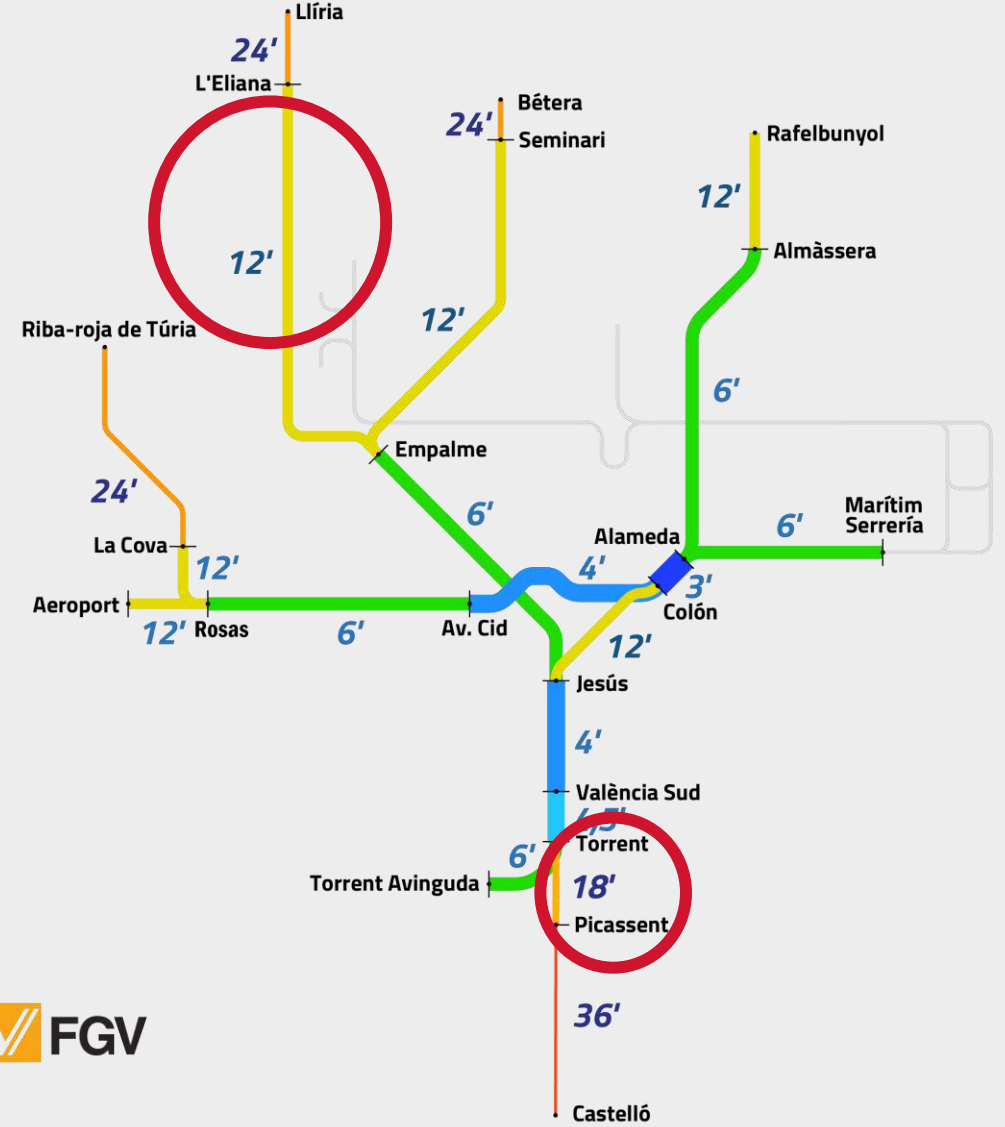 Llíria
24'
L'Eliana
Bétera
24'
Seminari
Rafelbunyol
12'
Almàssera
12'
12'
Riba-roja de Túria
6'
Empalme
24'
6'
Marítim
Serrería
6'
Alameda
La Cova
12'
4'
3'
Aeroport
Rosas
Av. Cid
Colón
12'
6'
12'
Jesús
4'
València Sud
4,5'
Torrent
6'
Torrent Avinguda
18'
Picassent
36'
FGV
Castelló